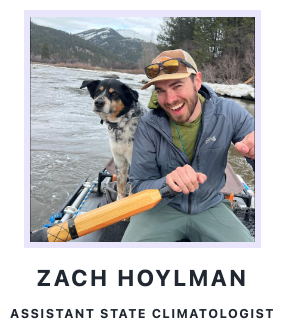 ZACH HOYLMAN
ASSISTANT STATE CLIMATOLOGIST